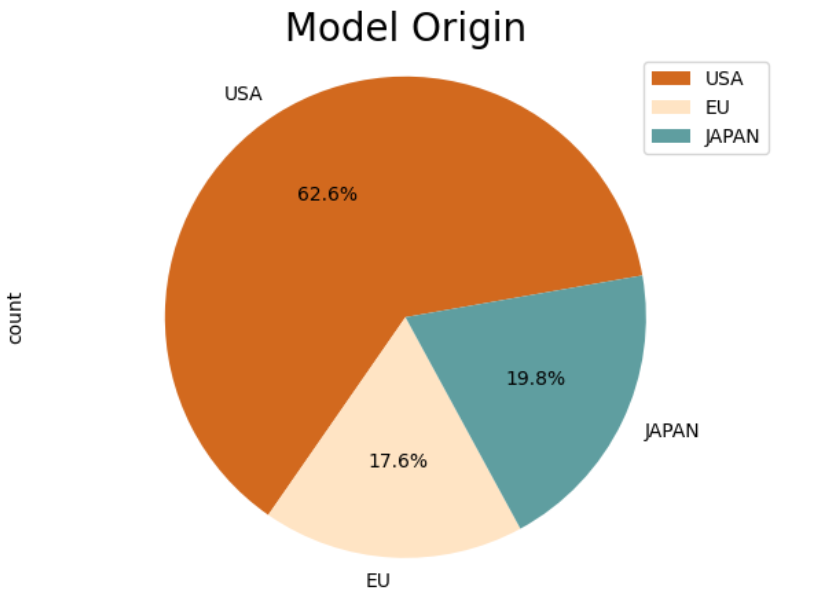 Model Origin
USA
USA
EU
JAPAN
62.6%
count
19.8%
JAPAN
17.6%
EU